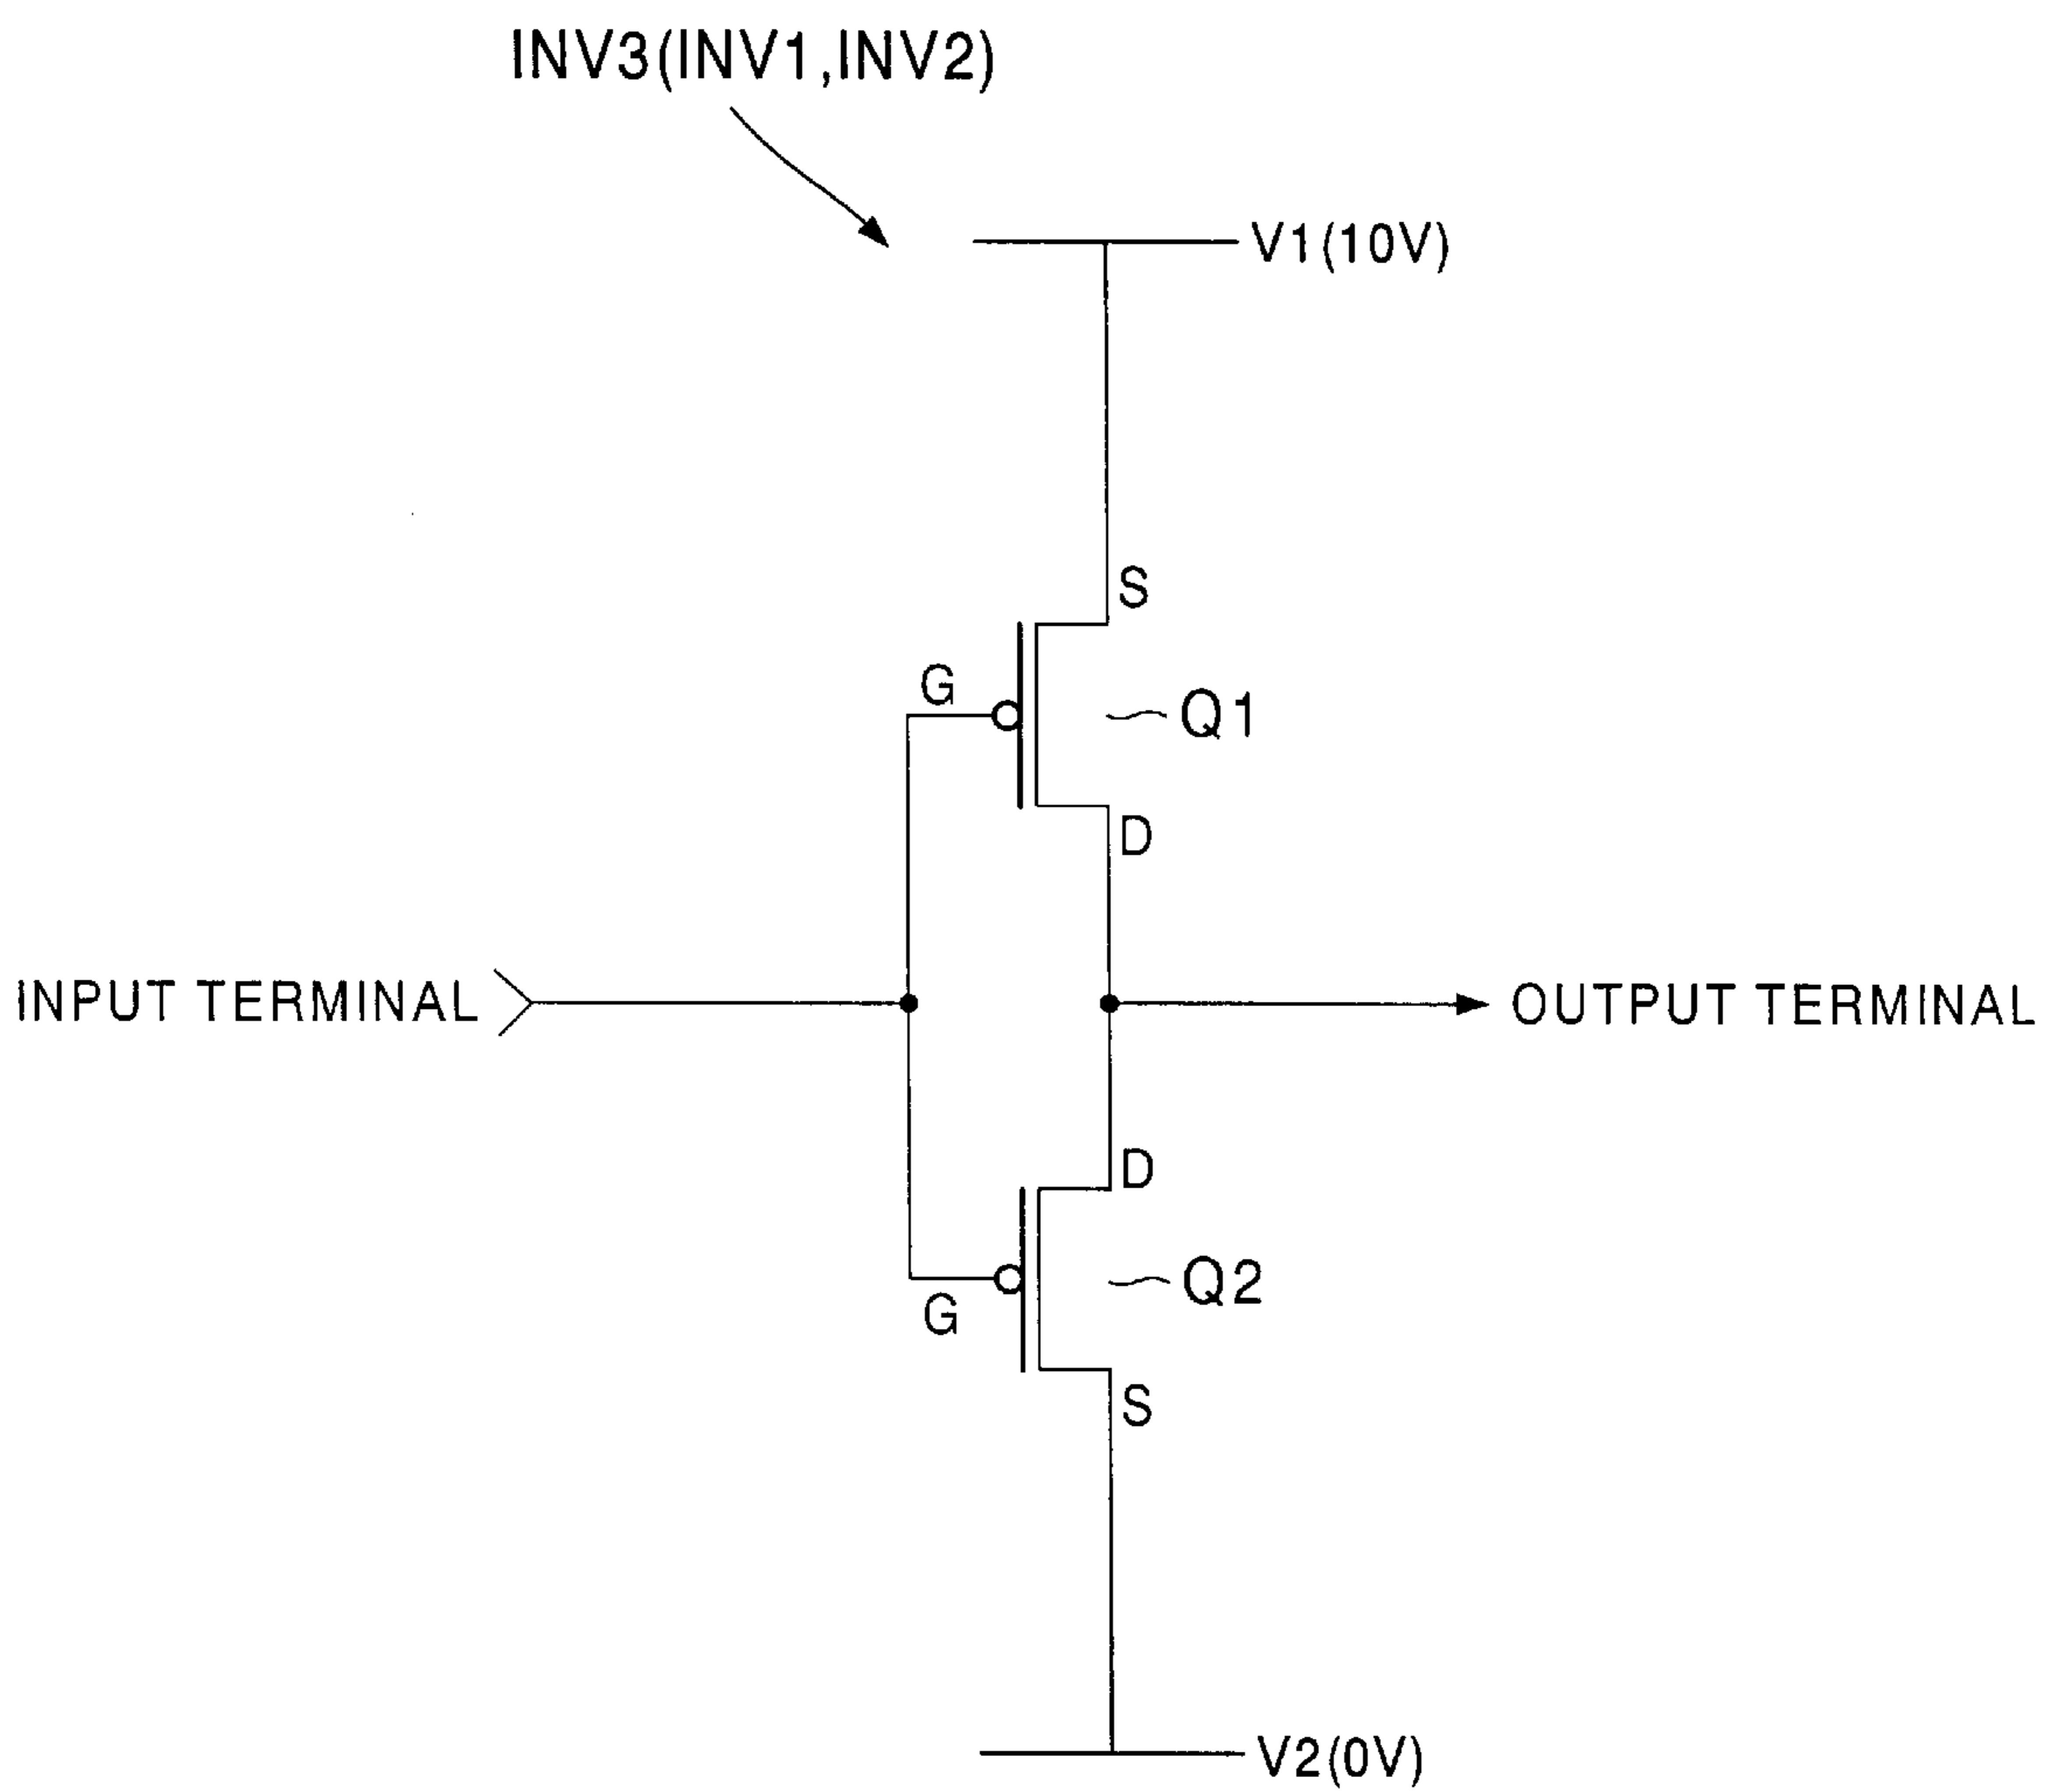 INV3(INV1,INV2)
V1(10V)
S
G
Q1
D
INPUT TERMINAL
OUTPUT TERMINAL
D
Q2
G
S
V2(0V)